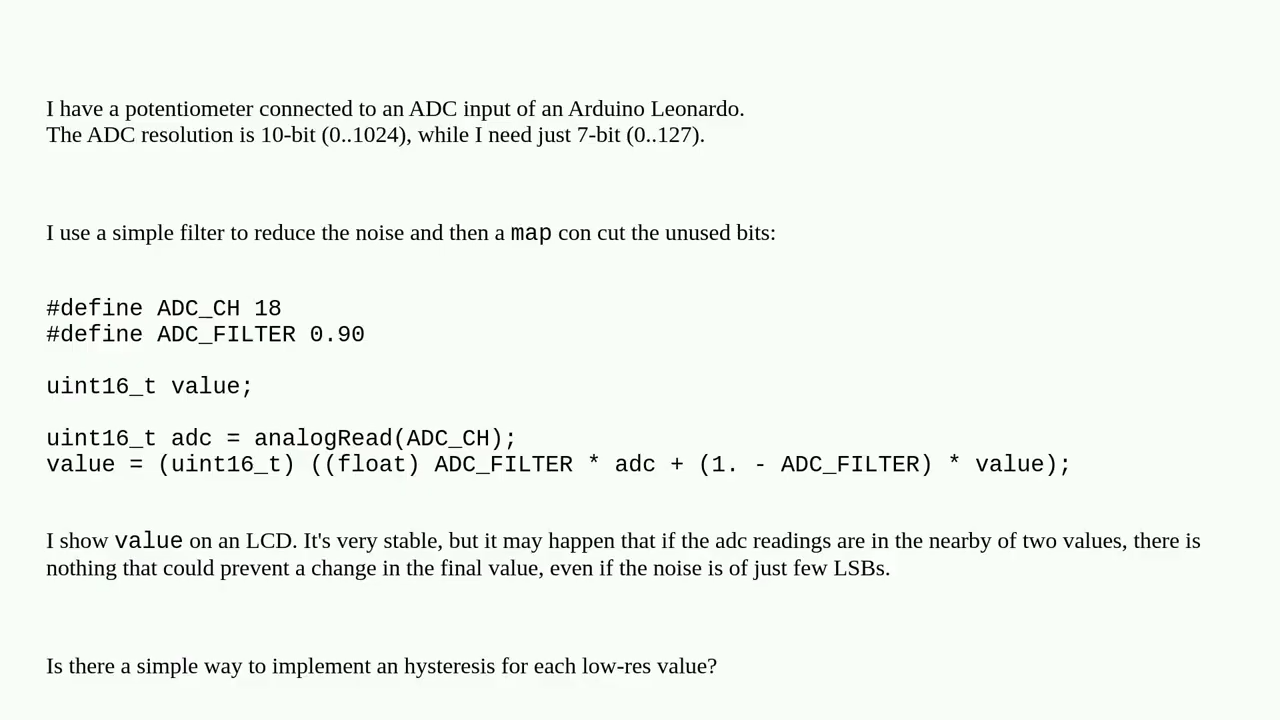 I have a potentiometer connected to an ADC input of an Arduino Leonardo.
The ADC resolution is 10-bit (0..1024), while I need just 7-bit (0..127).
I use a simple filter to reduce the noise and then a map con cut the unused bits:
#define ADC_CH 18
#define ADC_FILTER 0.90
uint16_t value;
uint16_t adc = analogRead(ADC_CH);
value = (uint16_t) ((float) ADC_FILTER * adc + (1. - ADC_FILTER) * value);
I show value on an LCD. It's very stable, but it may happen that if the adc readings are in the nearby of two values, there is
nothing that could prevent a change in the final value, even if the noise is of just few LSBs.
Is there a simple way to implement an hysteresis for each low-res value?